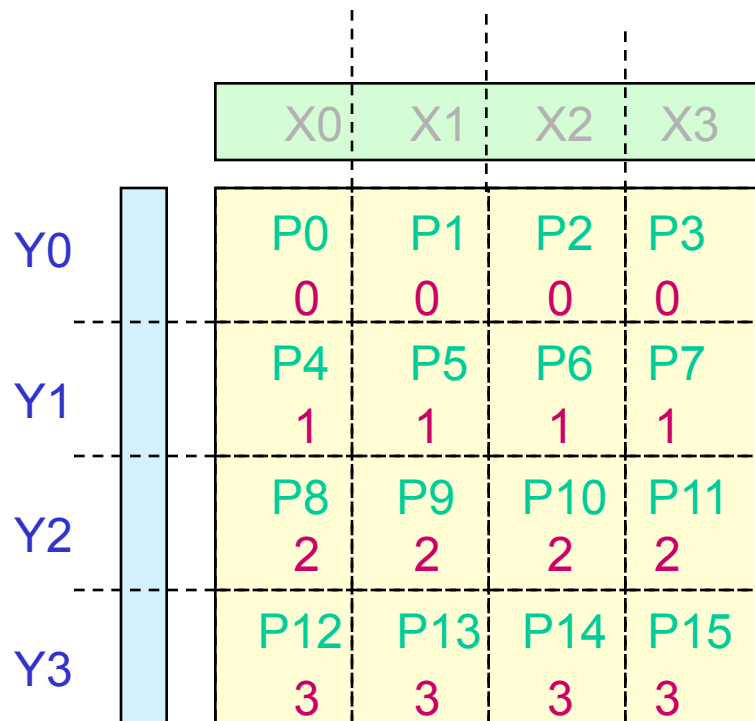 X0 X1 X2 X3
Y0 P0 P1 P2 P3
0 0 0 0
Y1 P4 P5 P6 P7
1 1 1 1
Y2 P8 P9 P10 P11
2 2 2 2
Y3 P12 P13 P14 P15
3 3 3 3